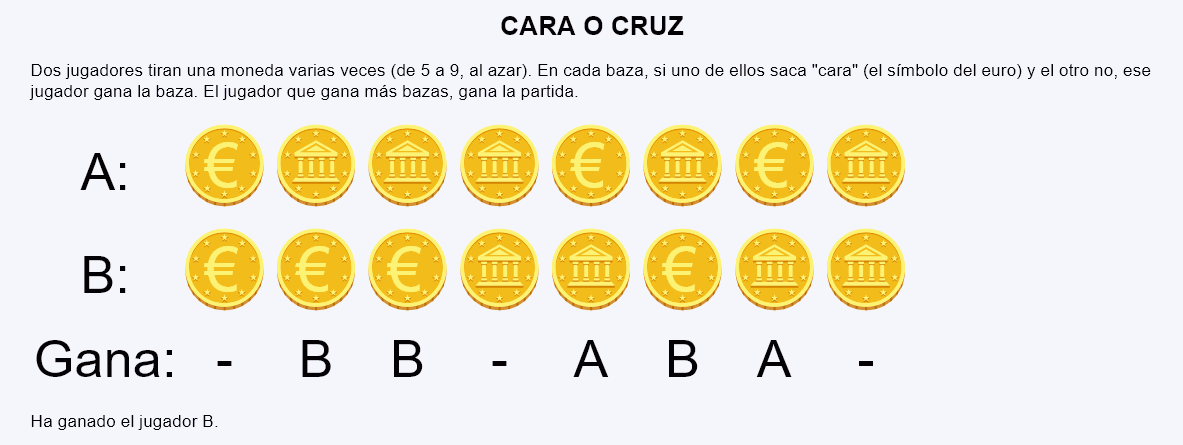 CARA O CRUZ
Dos jugadores tiran una moneda varias veces (de 5 a 9, al azar). En cada baza, si uno de ellos saca "cara" (el símbolo del euro) y el otro no, ese
jugador gana la baza. El jugador que gana más bazas, gana la partida.
A: € € €
B: € € € €
Gana: - B B - A B A -
Ha ganado el jugador B.